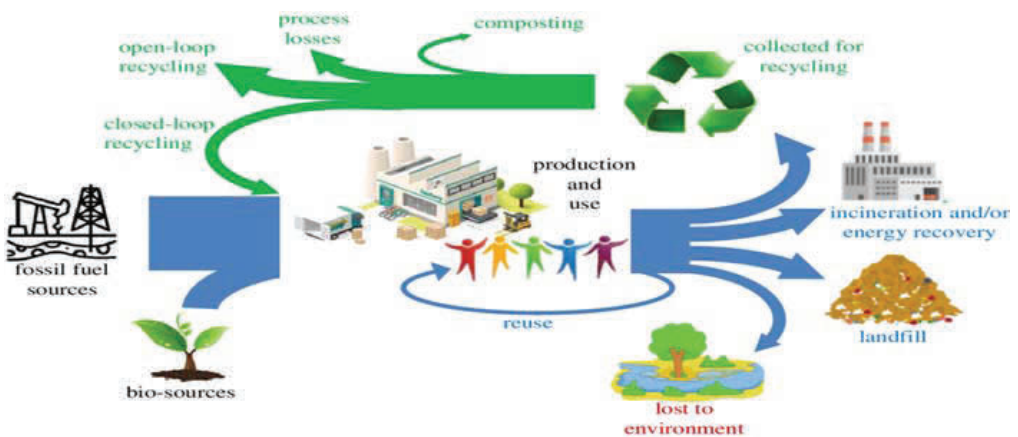 process
losses
composting
open-loop
recycling
collected for
recycling
closed-loop
recycling
production
and
use
incineration and/or
energy recovery
fossil fuel
sources
reuse
landfill
bio-sources
lost to
environment